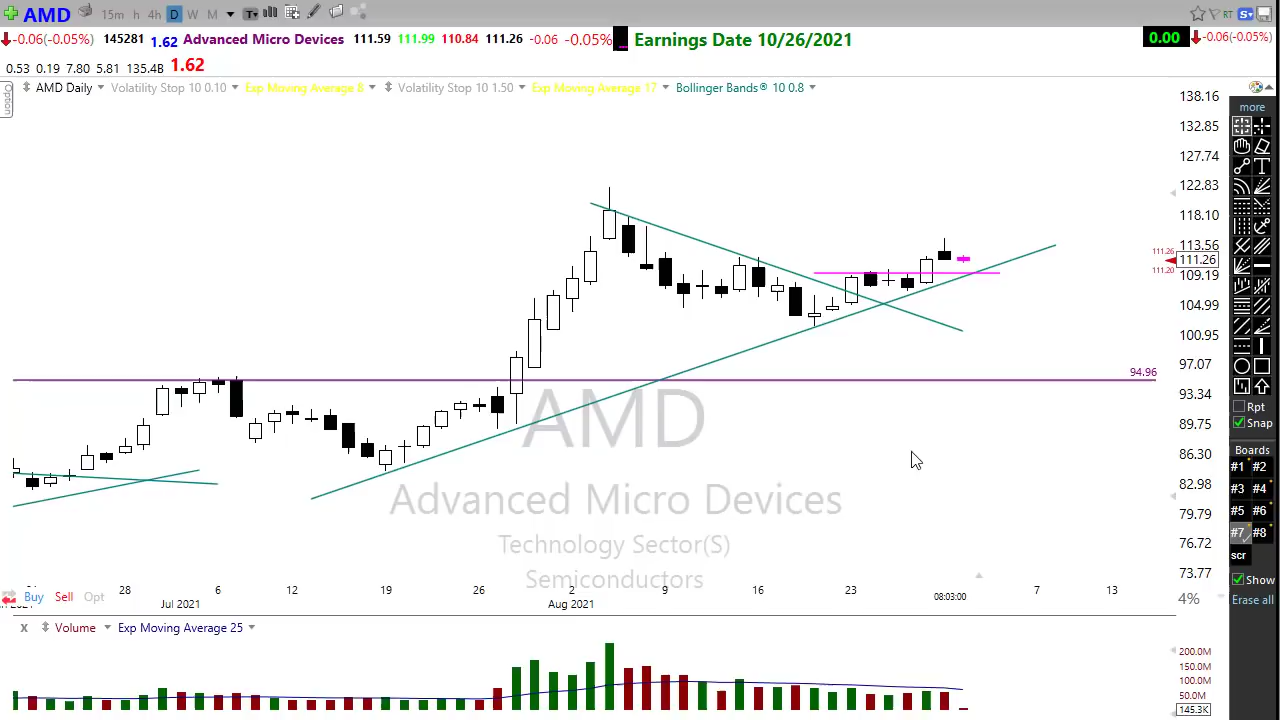 AMD 15m h 4h D W M T RT S
-0.06(-0.05%) 145281 1.62 Advanced Micro Devices 111.59 111.99 110.84 111.26 -0.06 -0.05% Earnings Date 10/26/2021 0.00 -0.06(-0.05%)
0.53 0.19 7.80 5.81 135.4B 1.62
Option
AMD Daily Volatility Stop 10 0.10 Exp Moving Average 8 Volatility Stop 10 1.50 Exp Moving Average 17 Bollinger Bands® 10 0.8
138.16
132.85
127.74
122.83
118.10
113.56
111.26 111.26
111.20
109.19
104.99
100.95
97.07
94.96
93.34
89.75
86.30
82.98
79.79
76.72
73.77
4%
AMD
Advanced Micro Devices
Technology Sector(S)
Semiconductors
28 6 12 19 26 2 9 16 23 08:03:00 7 13
Jul 2021 Aug 2021
Buy Sell Opt
X Volume Exp Moving Average 25
200.0M
150.0M
100.0M
50.0M
145.3K
more
Rpt
Snap
Boards
#1 #2
#3 #4
#5 #6
#7 #8
scr
Show
Erase all